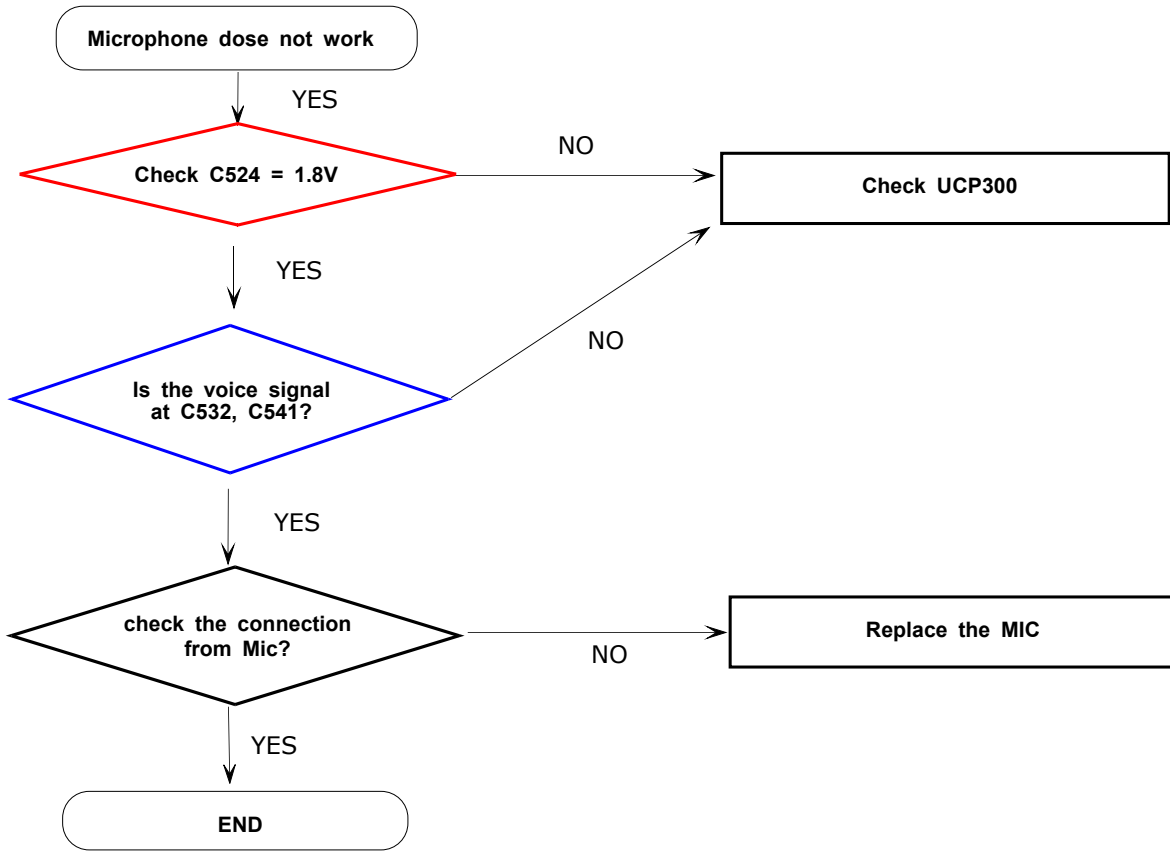 Microphone dose not work
YES
Check C524 = 1.8V
NO
Check UCP300
YES
Is the voice signal
at C532, C541?
NO
YES
check the connection
from Mic?
NO
Replace the MIC
YES
END